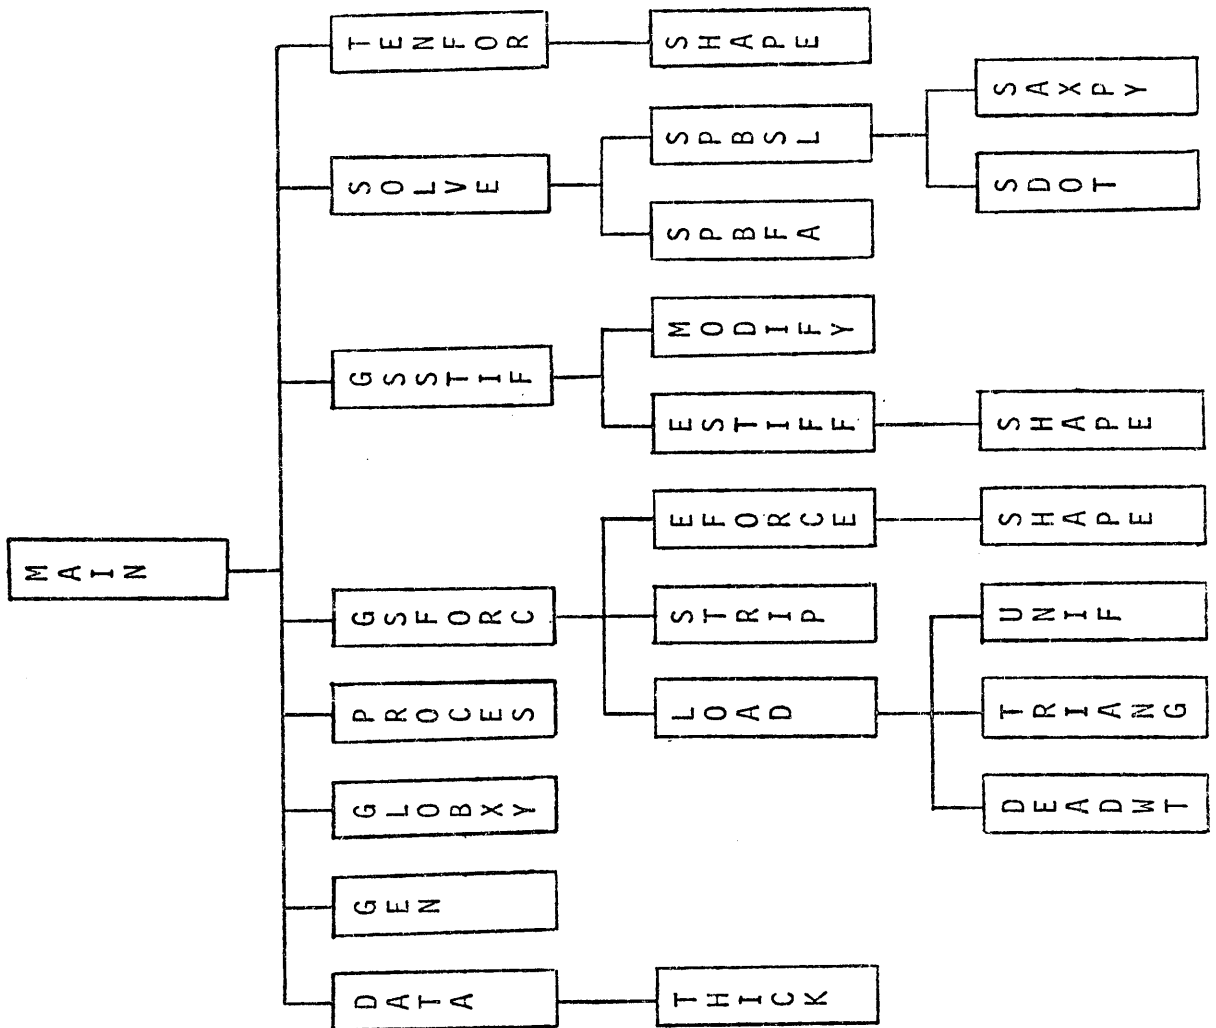 MAIN
DATA
GEN
GLOBXY
PROCES
GSFORC
GSSTIF
SOLVE
TENFOR
THICK
LOAD
STRIP
EFORCE
ESTIFF
MODIFY
SPBFA
SPBSL
SHAPE
DEADWT
TRIANG
UNIF
SHAPE
SHAPE
SDOT
SAXPY